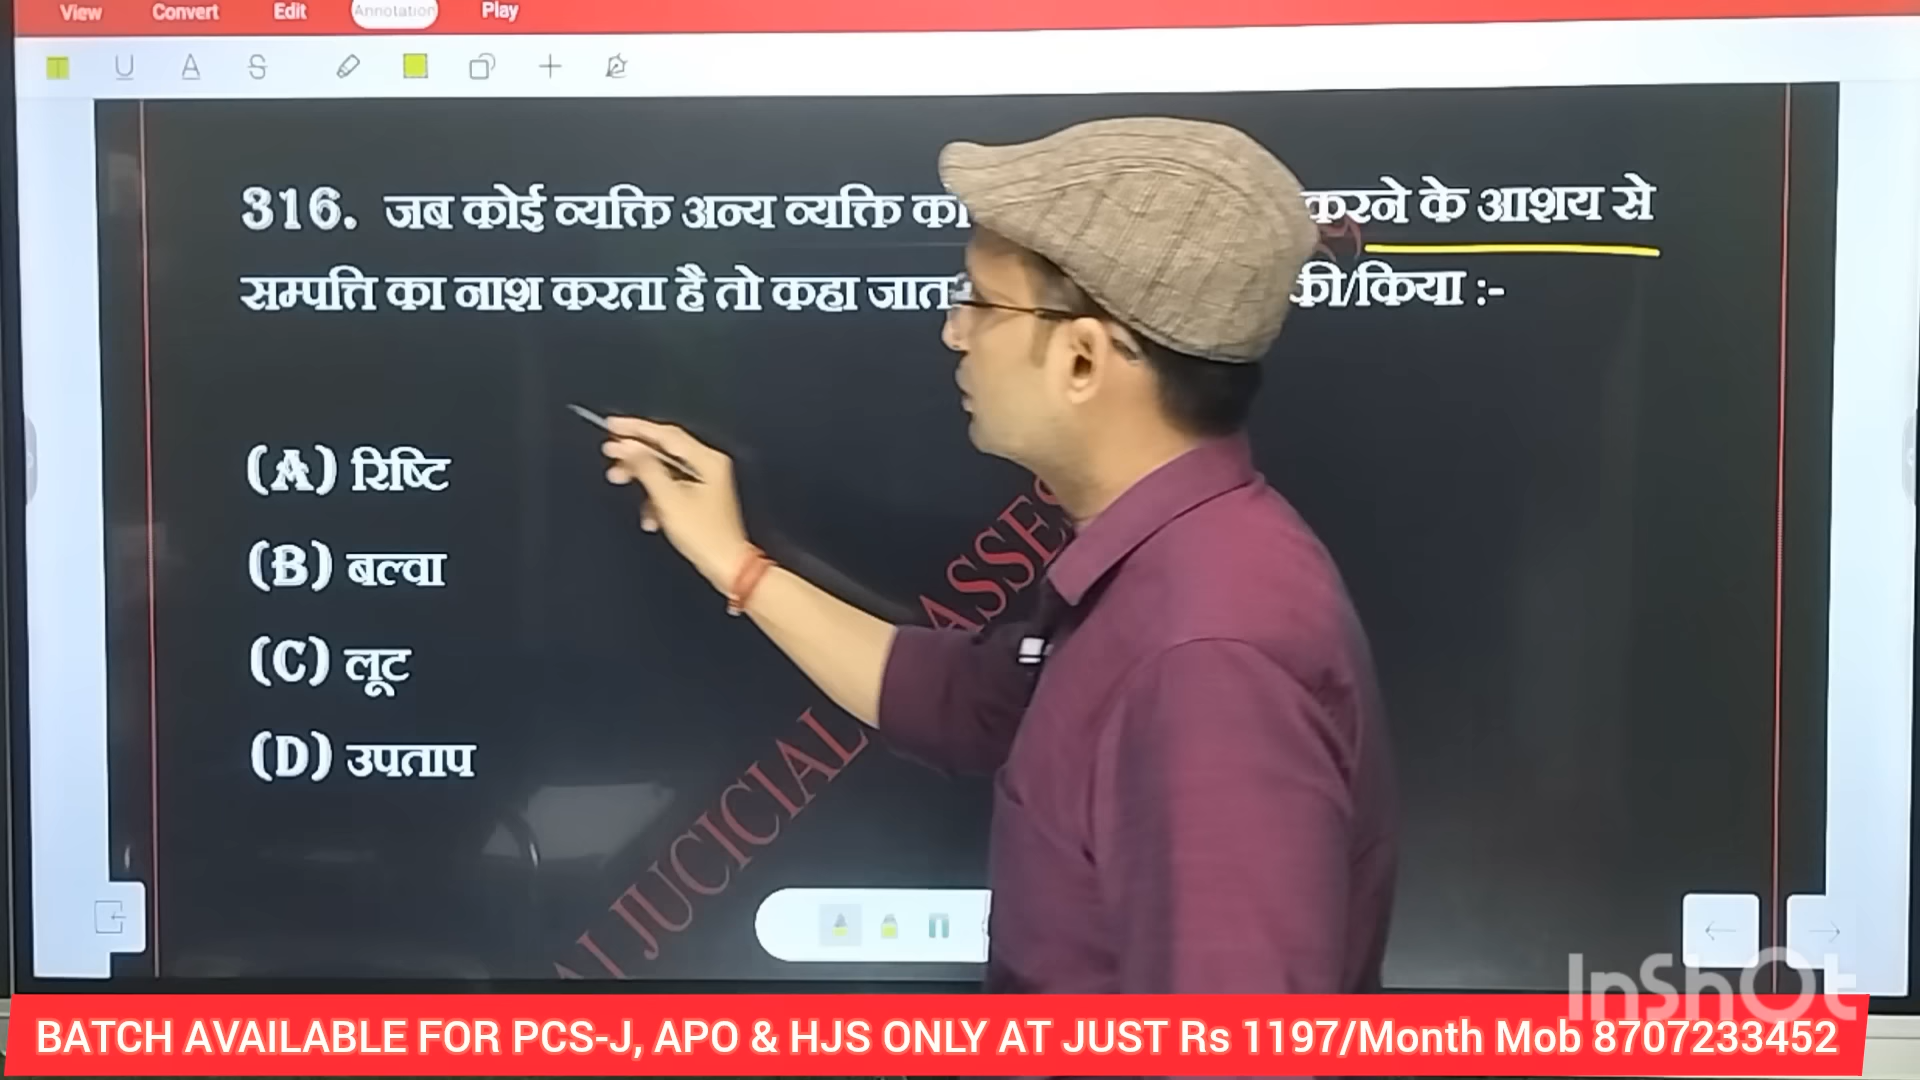 View Convert Edit Annotation Play
316. जब कोई व्यक्ति अन्य व्यक्ति को करने के आशय से
सम्पत्ति का नाश करता है तो कहा की/किया :-
(A) रिष्टि
(B) बल्वा
(C) लूट
(D) उपताप
JUCICIAL
InShOt
BATCH AVAILABLE FOR PCS-J, APO & HJS ONLY AT JUST Rs 1197/Month Mob 8707233452